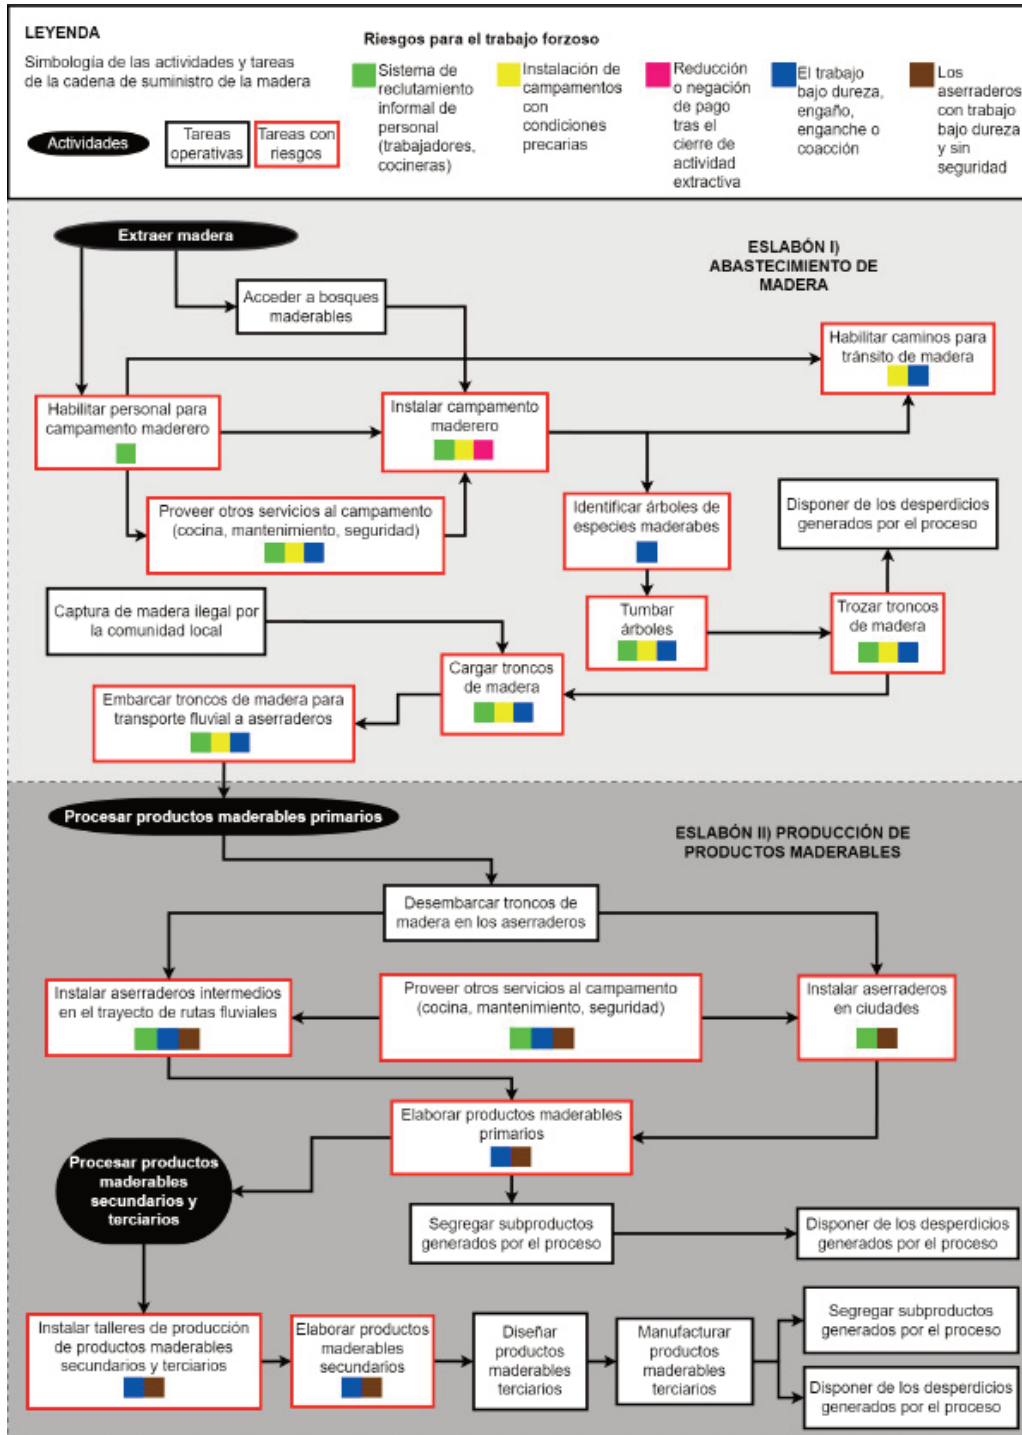 LEYENDA
Simbología de las actividades y tareas
de la cadena de suministro de la madera
Actividades
Tareas
operativas
Tareas con
riesgos
Riesgos para el trabajo forzoso
Sistema de
reclutamiento
informal de
personal
(trabajadores,
cocineras)
Instalación de
campamentos
con
condiciones
precarias
Reducción
o negación
de pago
tras el
cierre de
actividad
extractiva
El trabajo
bajo dureza,
engaño,
enganche o
coacción
Los
aserraderos
con trabajo
bajo dureza
y sin
seguridad
Extraer madera
ESLABÓN I)
ABASTECIMIENTO DE
MADERA
Acceder a bosques
maderables
Habilitar caminos para
tránsito de madera
Habilitar personal para
campamento maderero
Instalar campamento
maderero
Proveer otros servicios al campamento
(cocina, mantenimiento, seguridad)
Identificar árboles de
especies maderabes
Disponer de los desperdicios
generados por el proceso
Captura de madera ilegal por
la comunidad local
Tumbar
árboles
Trozar troncos
de madera
Cargar troncos
de madera
Embarcar troncos de madera para
transporte fluvial a aserraderos
Procesar productos maderables primarios
ESLABÓN II) PRODUCCIÓN DE
PRODUCTOS MADERABLES
Desembarcar troncos de
madera en los aserraderos
Instalar aserraderos intermedios
en el trayecto de rutas fluviales
Proveer otros servicios al campamento
(cocina, mantenimiento, seguridad)
Instalar aserraderos
en ciudades
Elaborar productos maderables
primarios
Procesar productos
maderables
secundarios y
terciarios
Segregar subproductos
generados por el proceso
Disponer de los desperdicios
generados por el proceso
Instalar talleres de producción
de productos maderables
secundarios y terciarios
Elaborar productos
maderables
secundarios
Diseñar
productos
maderables
terciarios
Manufacturar
productos
maderables
terciarios
Segregar subproductos
generados por el proceso
Disponer de los desperdicios
generados por el proceso